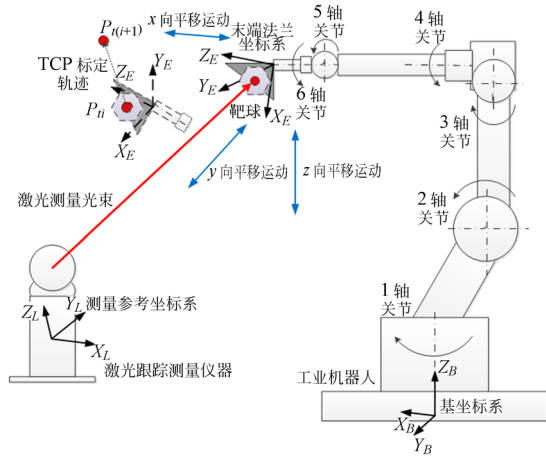 x 向平移运动
末端法兰
坐标系
5 轴
关节
4 轴
关节
P_{t(i+1)}
TCP 标定
轨迹
Z_E
Y_E
P_{ti}
X_E
Z_E
Y_E
X_E
靶球
6 轴
关节
3 轴
关节
y 向平移运动
z 向平移运动
激光测量光束
2 轴
关节
1 轴
关节
Y_L 测量参考坐标系
Z_L
X_L
激光跟踪测量仪器
工业机器人
Z_B
基坐标系
X_B
Y_B